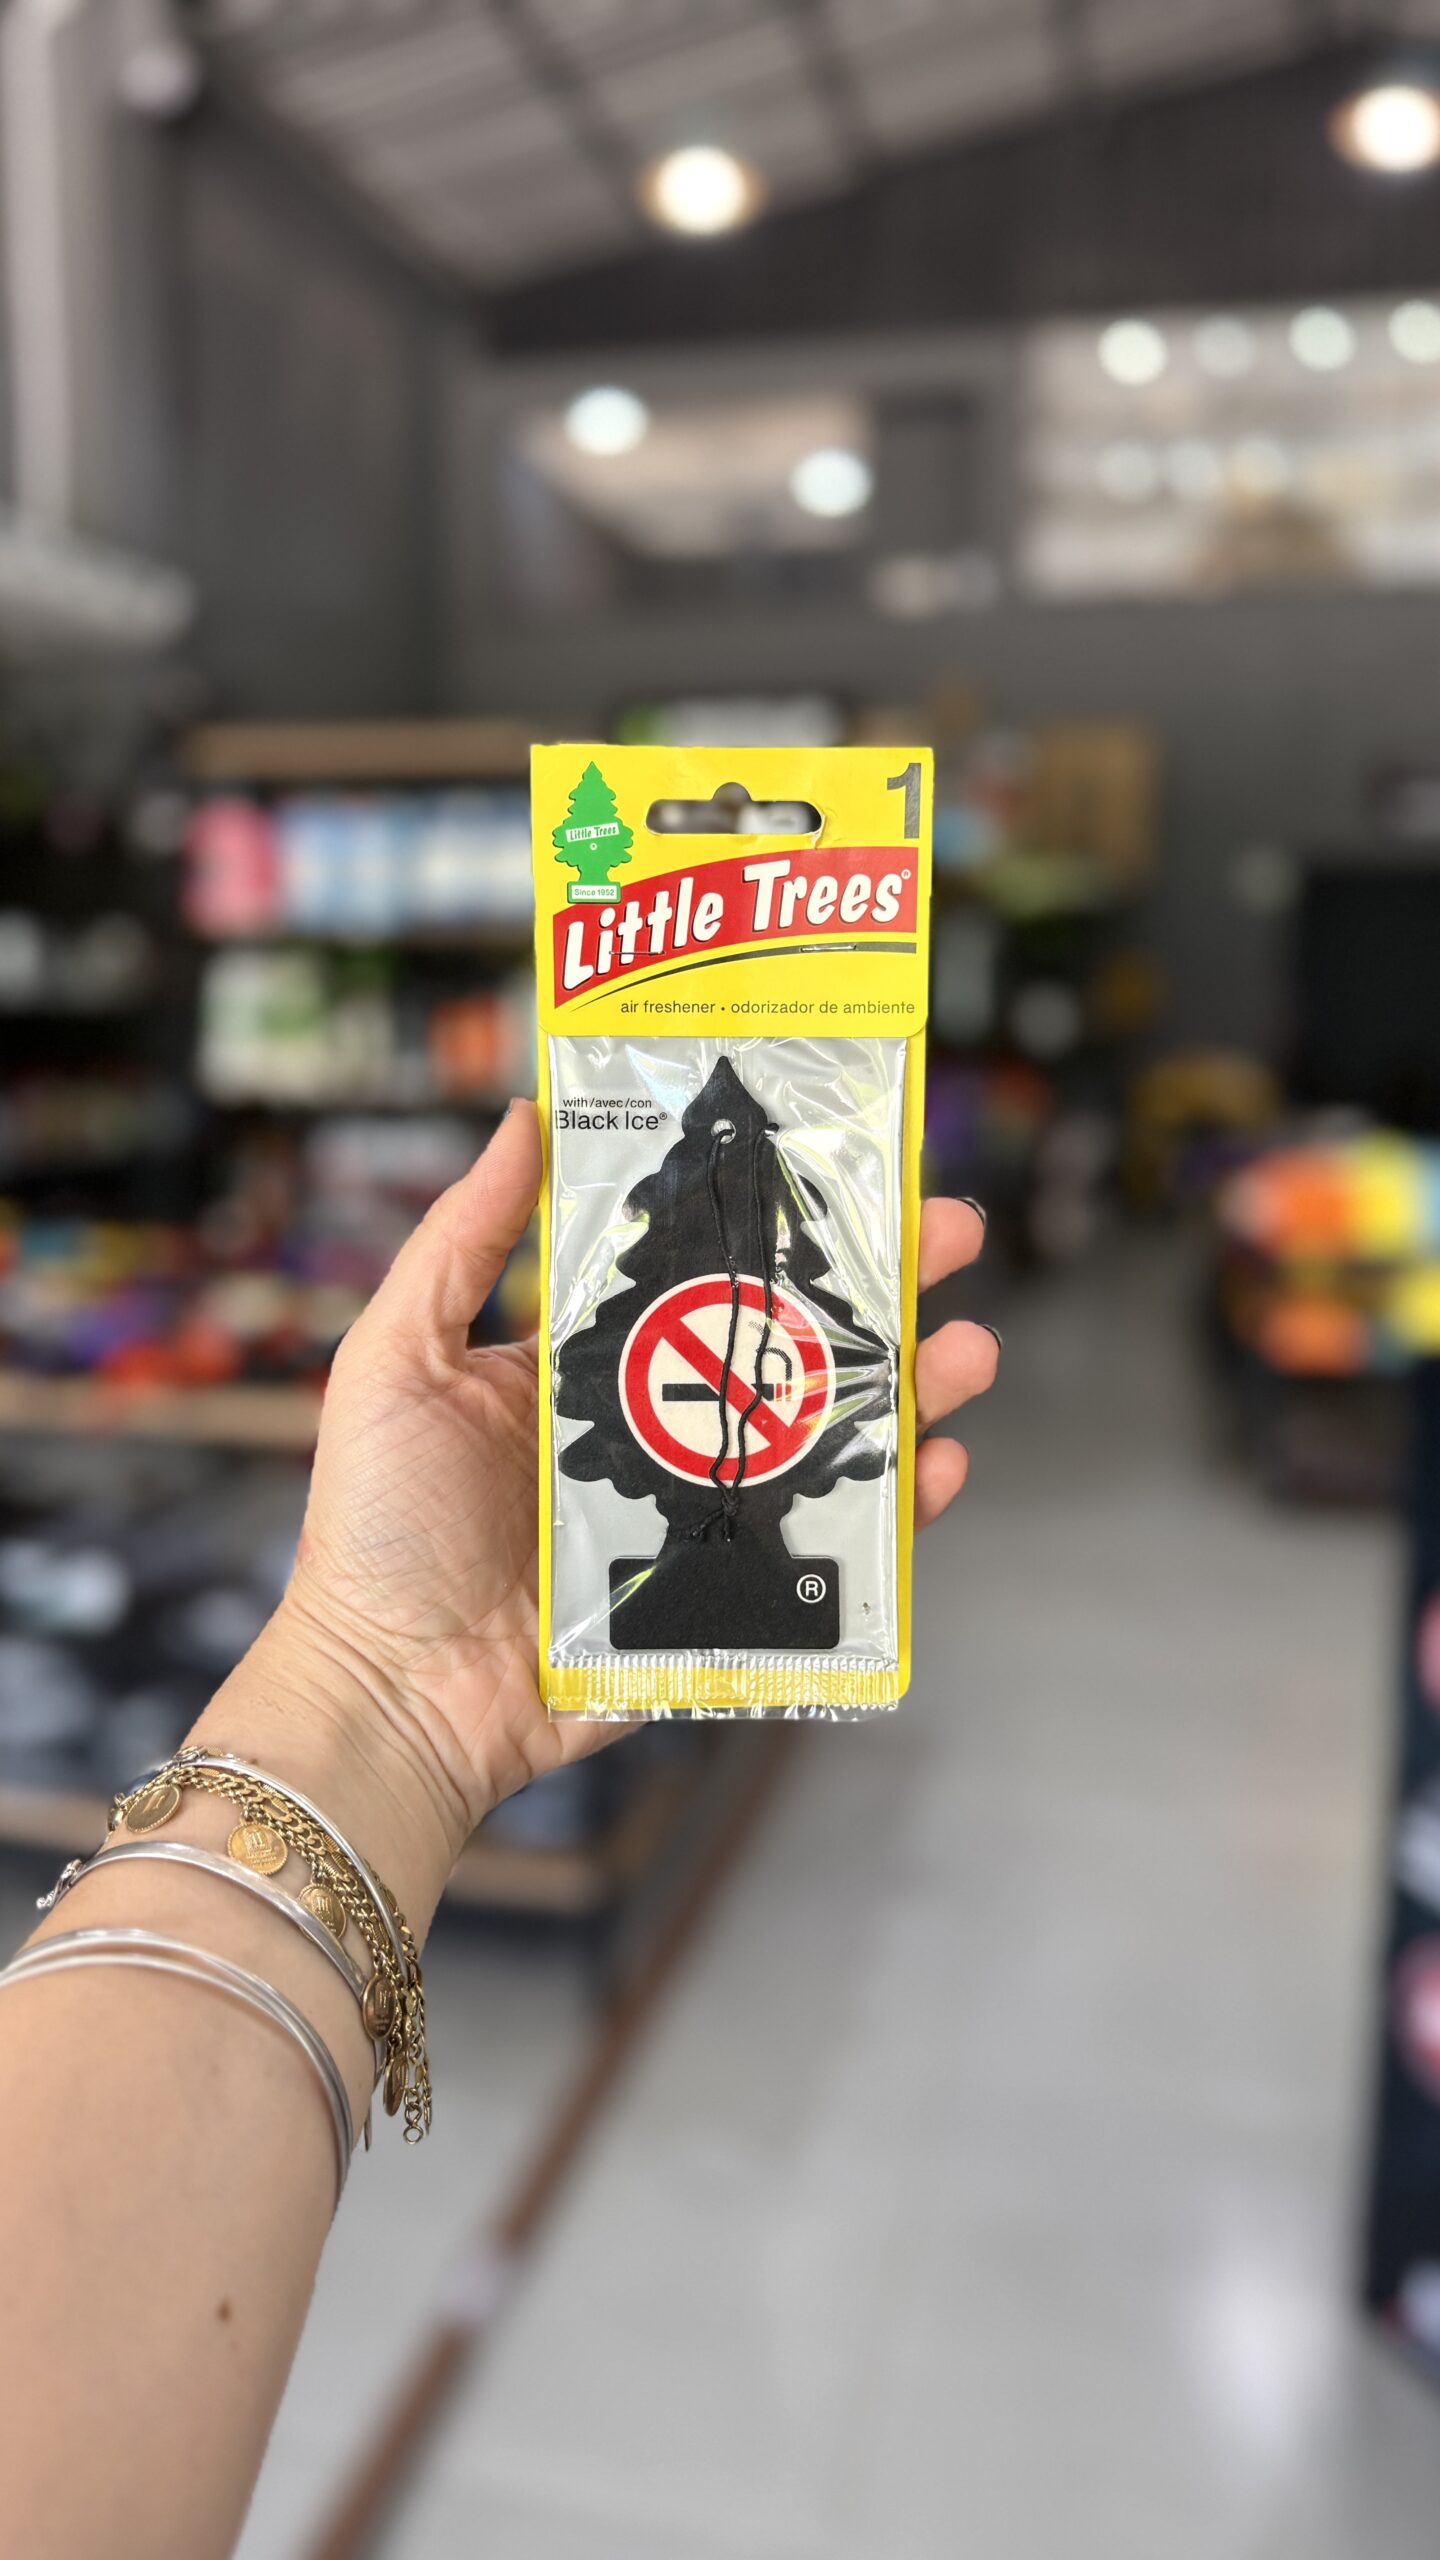 1
Little Trees
©
Since 1952
Little Trees®
air freshener • odorizador de ambiente
with/avec/con
Black Ice®
®